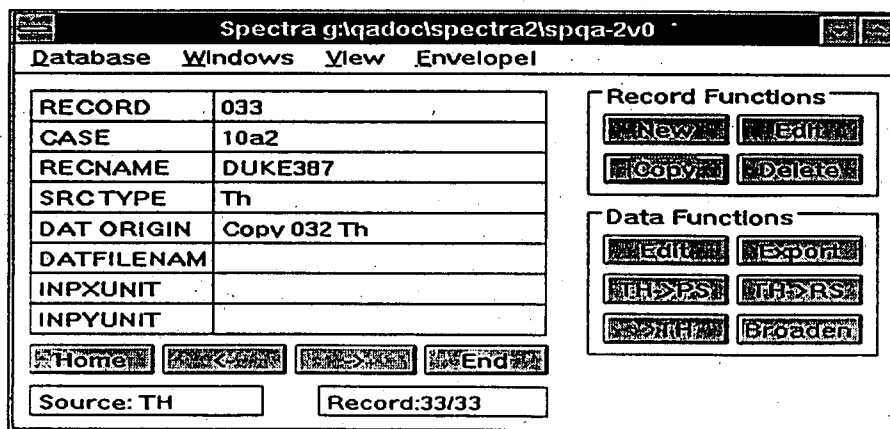 Spectra g:\qadoc\spectra2\spqa-2v0
Database Windows View Envelopel
RECORD 033
CASE 10a2
RECNAME DUKE387
SRCTYPE Th
DAT ORIGIN Copy 032 Th
DATFILENAM
INPXUNIT
INPYUNIT
Home < > End
Source: TH Record:33/33
Record Functions
New Edit
Copy Delete
Data Functions
Edit Export
TH>PS TH>RS
>TH Broaden